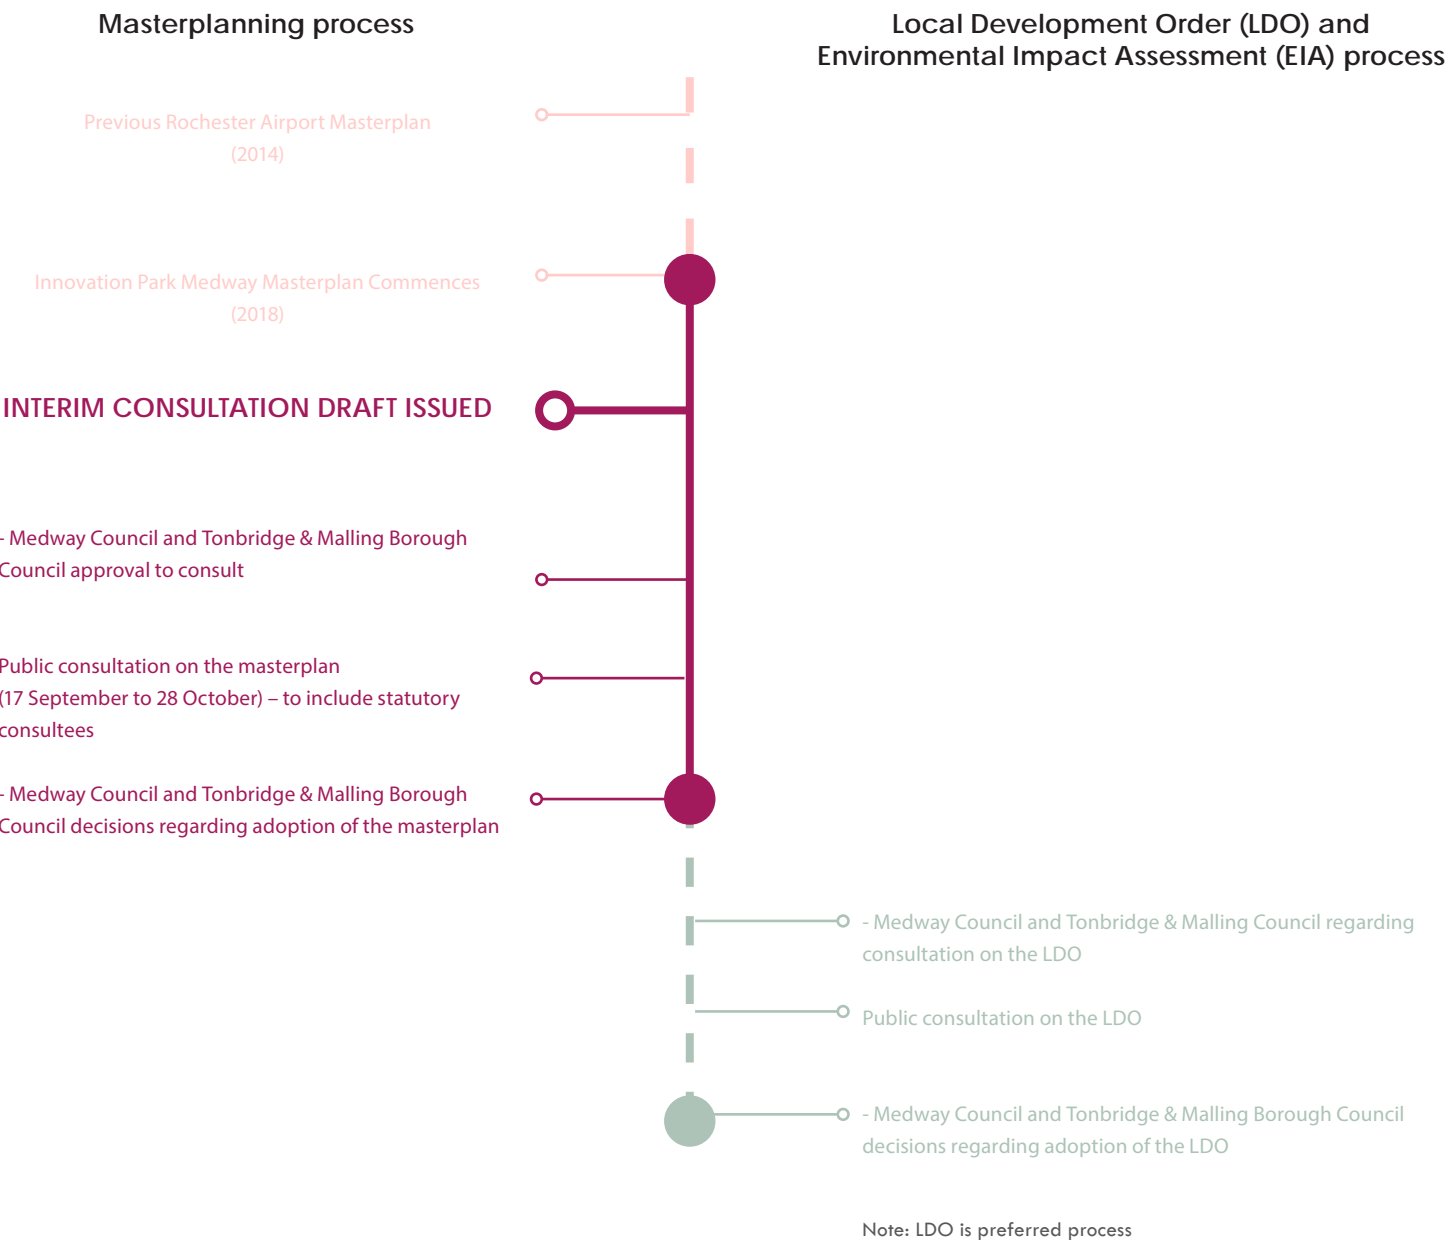 Masterplanning process
Local Development Order (LDO) and
Environmental Impact Assessment (EIA) process
Previous Rochester Airport Masterplan
(2014)
Innovation Park Medway Masterplan Commences
(2018)
INTERIM CONSULTATION DRAFT ISSUED
- Medway Council and Tonbridge & Malling Borough
Council approval to consult
Public consultation on the masterplan
(17 September to 28 October) – to include statutory
consultees
- Medway Council and Tonbridge & Malling Borough
Council decisions regarding adoption of the masterplan
- Medway Council and Tonbridge & Malling Council regarding
consultation on the LDO
Public consultation on the LDO
- Medway Council and Tonbridge & Malling Borough Council
decisions regarding adoption of the LDO
Note: LDO is preferred process